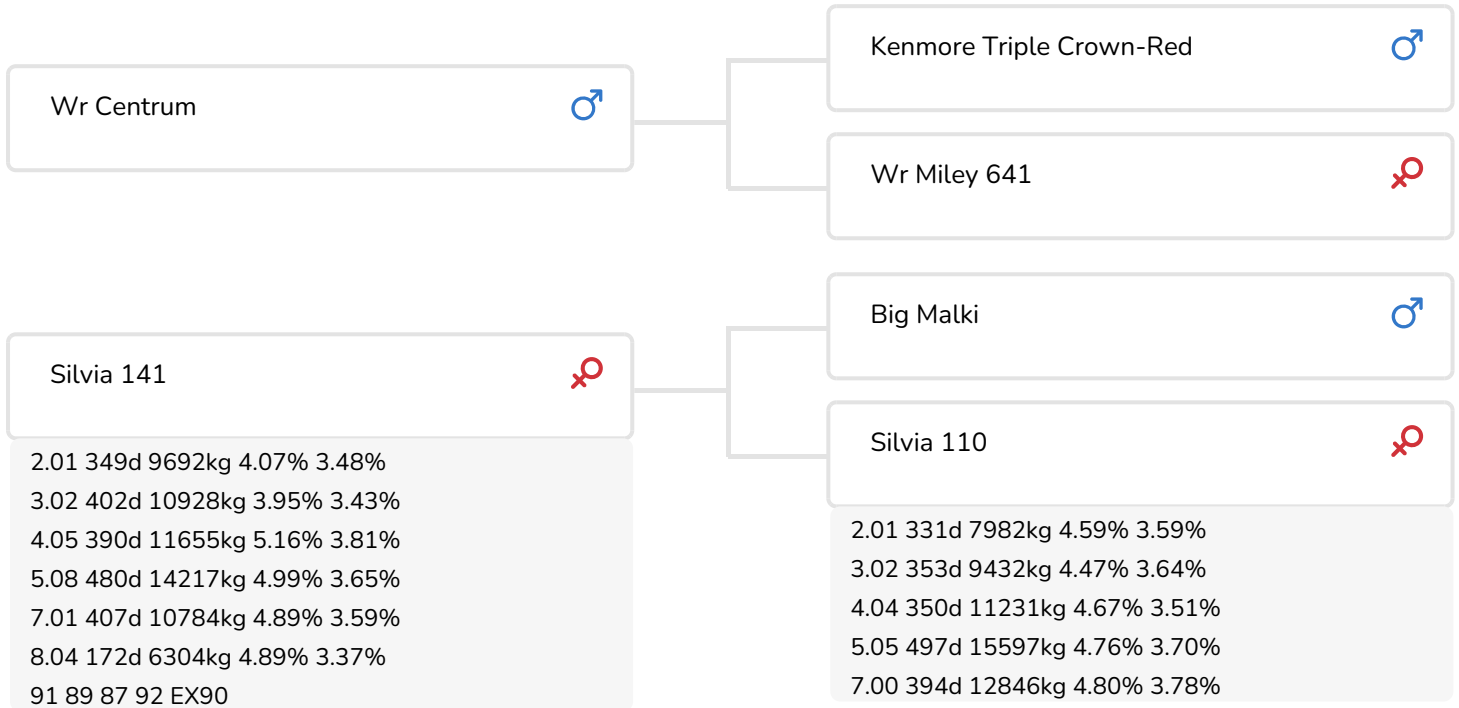 Wr Centrum
Kenmore Triple Crown-Red
Wr Miley 641
Silvia 141
2.01 349d 9692kg 4.07% 3.48%
3.02 402d 10928kg 3.95% 3.43%
4.05 390d 11655kg 5.16% 3.81%
5.08 480d 14217kg 4.99% 3.65%
7.01 407d 10784kg 4.89% 3.59%
8.04 172d 6304kg 4.89% 3.37%
91 89 87 92 EX90
Big Malki
Silvia 110
2.01 331d 7982kg 4.59% 3.59%
3.02 353d 9432kg 4.47% 3.64%
4.04 350d 11231kg 4.67% 3.51%
5.05 497d 15597kg 4.76% 3.70%
7.00 394d 12846kg 4.80% 3.78%